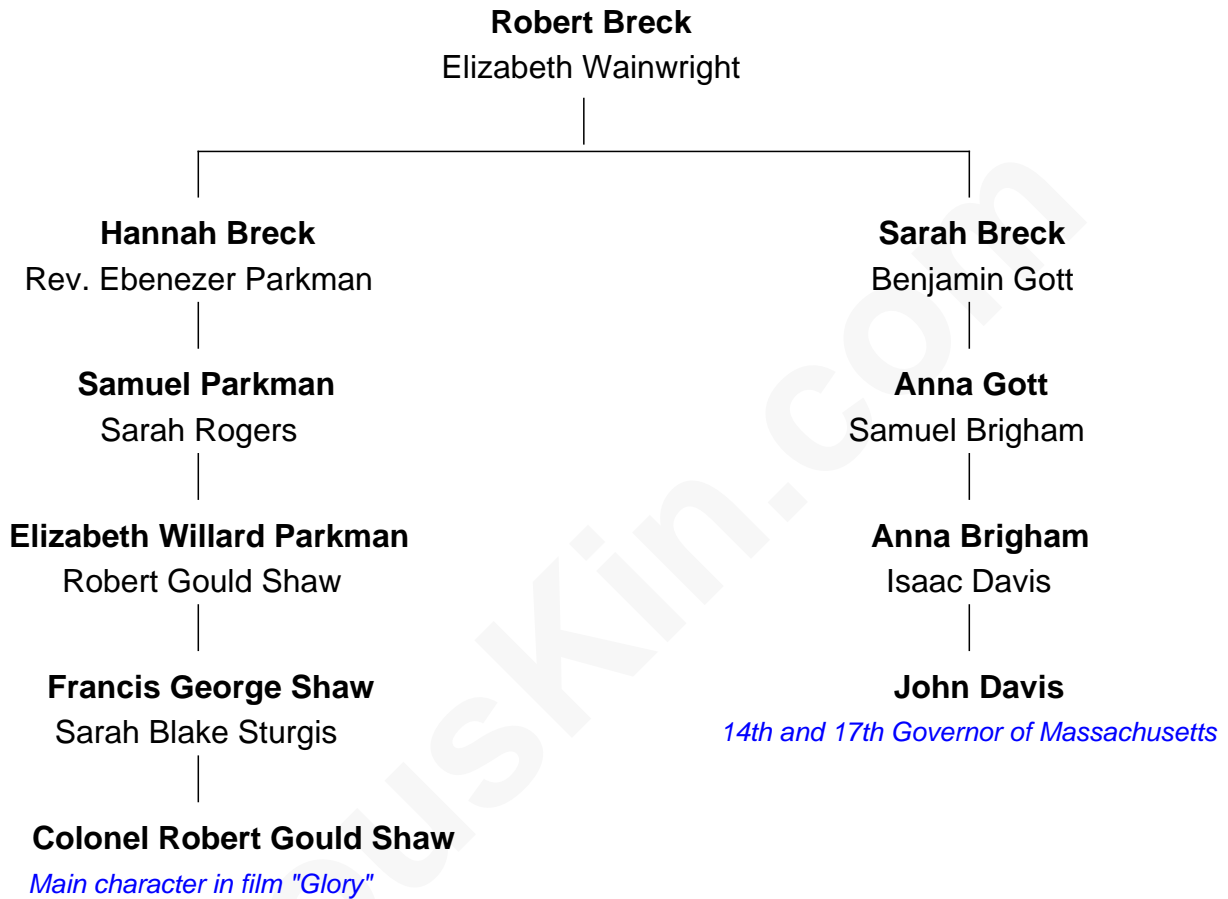 Robert Breck
Elizabeth Wainwright
Hannah Breck
Rev. Ebenezer Parkman
Sarah Breck
Benjamin Gott
Samuel Parkman
Sarah Rogers
Anna Gott
Samuel Brigham
Elizabeth Willard Parkman
Robert Gould Shaw
Anna Brigham
Isaac Davis
Francis George Shaw
Sarah Blake Sturgis
John Davis
14th and 17th Governor of Massachusetts
Colonel Robert Gould Shaw
Main character in film "Glory"